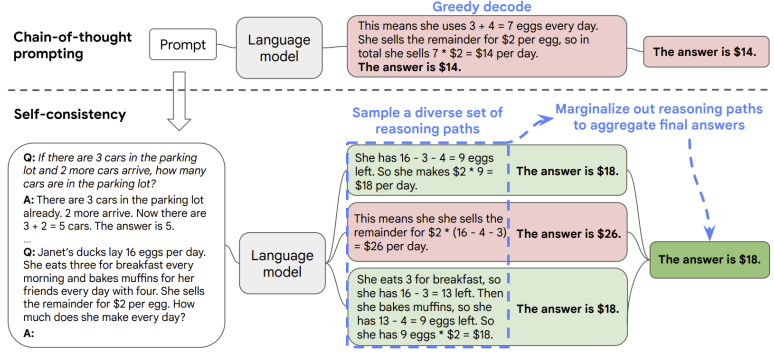 Greedy decode
Chain-of-thought
prompting
Prompt
Language
model
This means she uses 3 + 4 = 7 eggs every day.
She sells the remainder for $2 per egg, so in
total she sells 7 * $2 = $14 per day.
The answer is $14.
The answer is $14.
Self-consistency
Sample a diverse set of
reasoning paths
Marginalize out reasoning paths
to aggregate final answers
Q: If there are 3 cars in the parking
lot and 2 more cars arrive, how many
cars are in the parking lot?
A: There are 3 cars in the parking lot
already. 2 more arrive. Now there are
3 + 2 = 5 cars. The answer is 5.
...
Q: Janet's ducks lay 16 eggs per day.
She eats three for breakfast every
morning and bakes muffins for her
friends every day with four. She sells
the remainder for $2 per egg. How
much does she make every day?
A:
Language
model
She has 16 - 3 - 4 = 9 eggs
left. So she makes $2 * 9 =
$18 per day.
The answer is $18.
This means she she sells the
remainder for $2 * (16 - 4 - 3)
= $26 per day.
The answer is $26.
She eats 3 for breakfast, so
she has 16 - 3 = 13 left. Then
she bakes muffins, so she
has 13 - 4 = 9 eggs left. So
she has 9 eggs * $2 = $18.
The answer is $18.
The answer is $18.